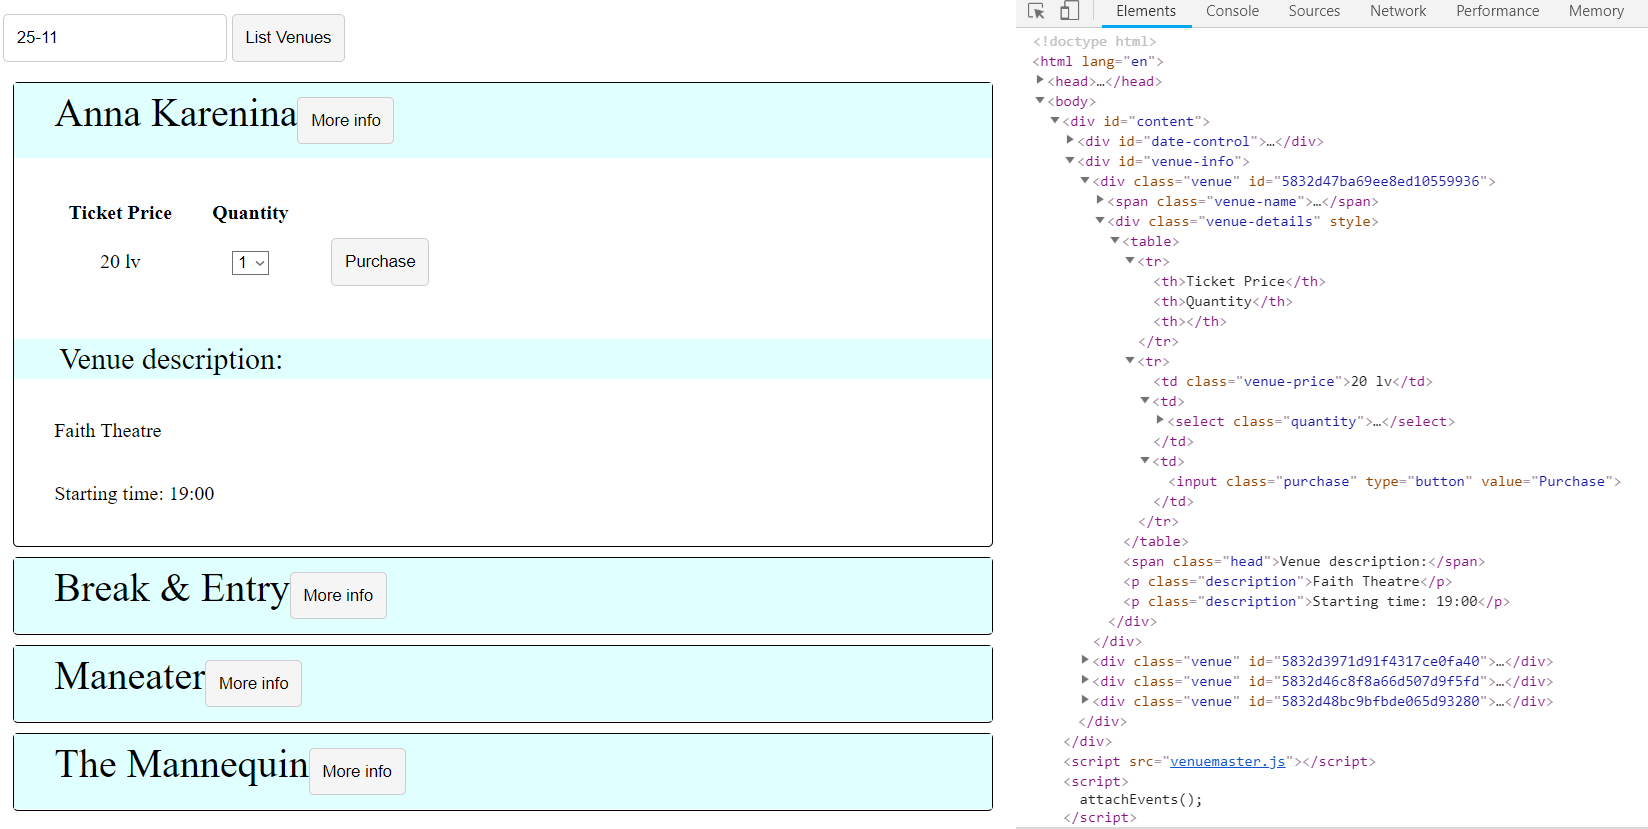 25-11 List Venues
Anna Karenina More info
Ticket Price Quantity
20 lv 1 Purchase
Venue description:
Faith Theatre
Starting time: 19:00
Break & Entry More info
Maneater More info
The Mannequin More info
Elements Console Sources Network Performance Memory
<!doctype html>
<html lang="en">
<head>…</head>
<body>
<div id="content">
<div id="date-control">…</div>
<div id="venue-info">
<div class="venue" id="5832d47ba69ee8ed10559936">
<span class="venue-name">…</span>
<div class="venue-details" style>
<table>
<tr>
<th>Ticket Price</th>
<th>Quantity</th>
<th></th>
</tr>
<tr>
<td class="venue-price">20 lv</td>
<td>
<select class="quantity">…</select>
</td>
<td>
<input class="purchase" type="button" value="Purchase">
</td>
</tr>
</table>
<span class="head">Venue description:</span>
<p class="description">Faith Theatre</p>
<p class="description">Starting time: 19:00</p>
</div>
</div>
<div class="venue" id="5832d3971d91f4317ce0fa40">…</div>
<div class="venue" id="5832d46c8f8a66d507d9f5fd">…</div>
<div class="venue" id="5832d48bc9bfbde065d93280">…</div>
</div>
</div>
<script src="venuemaster.js"></script>
<script>
attachEvents();
</script>